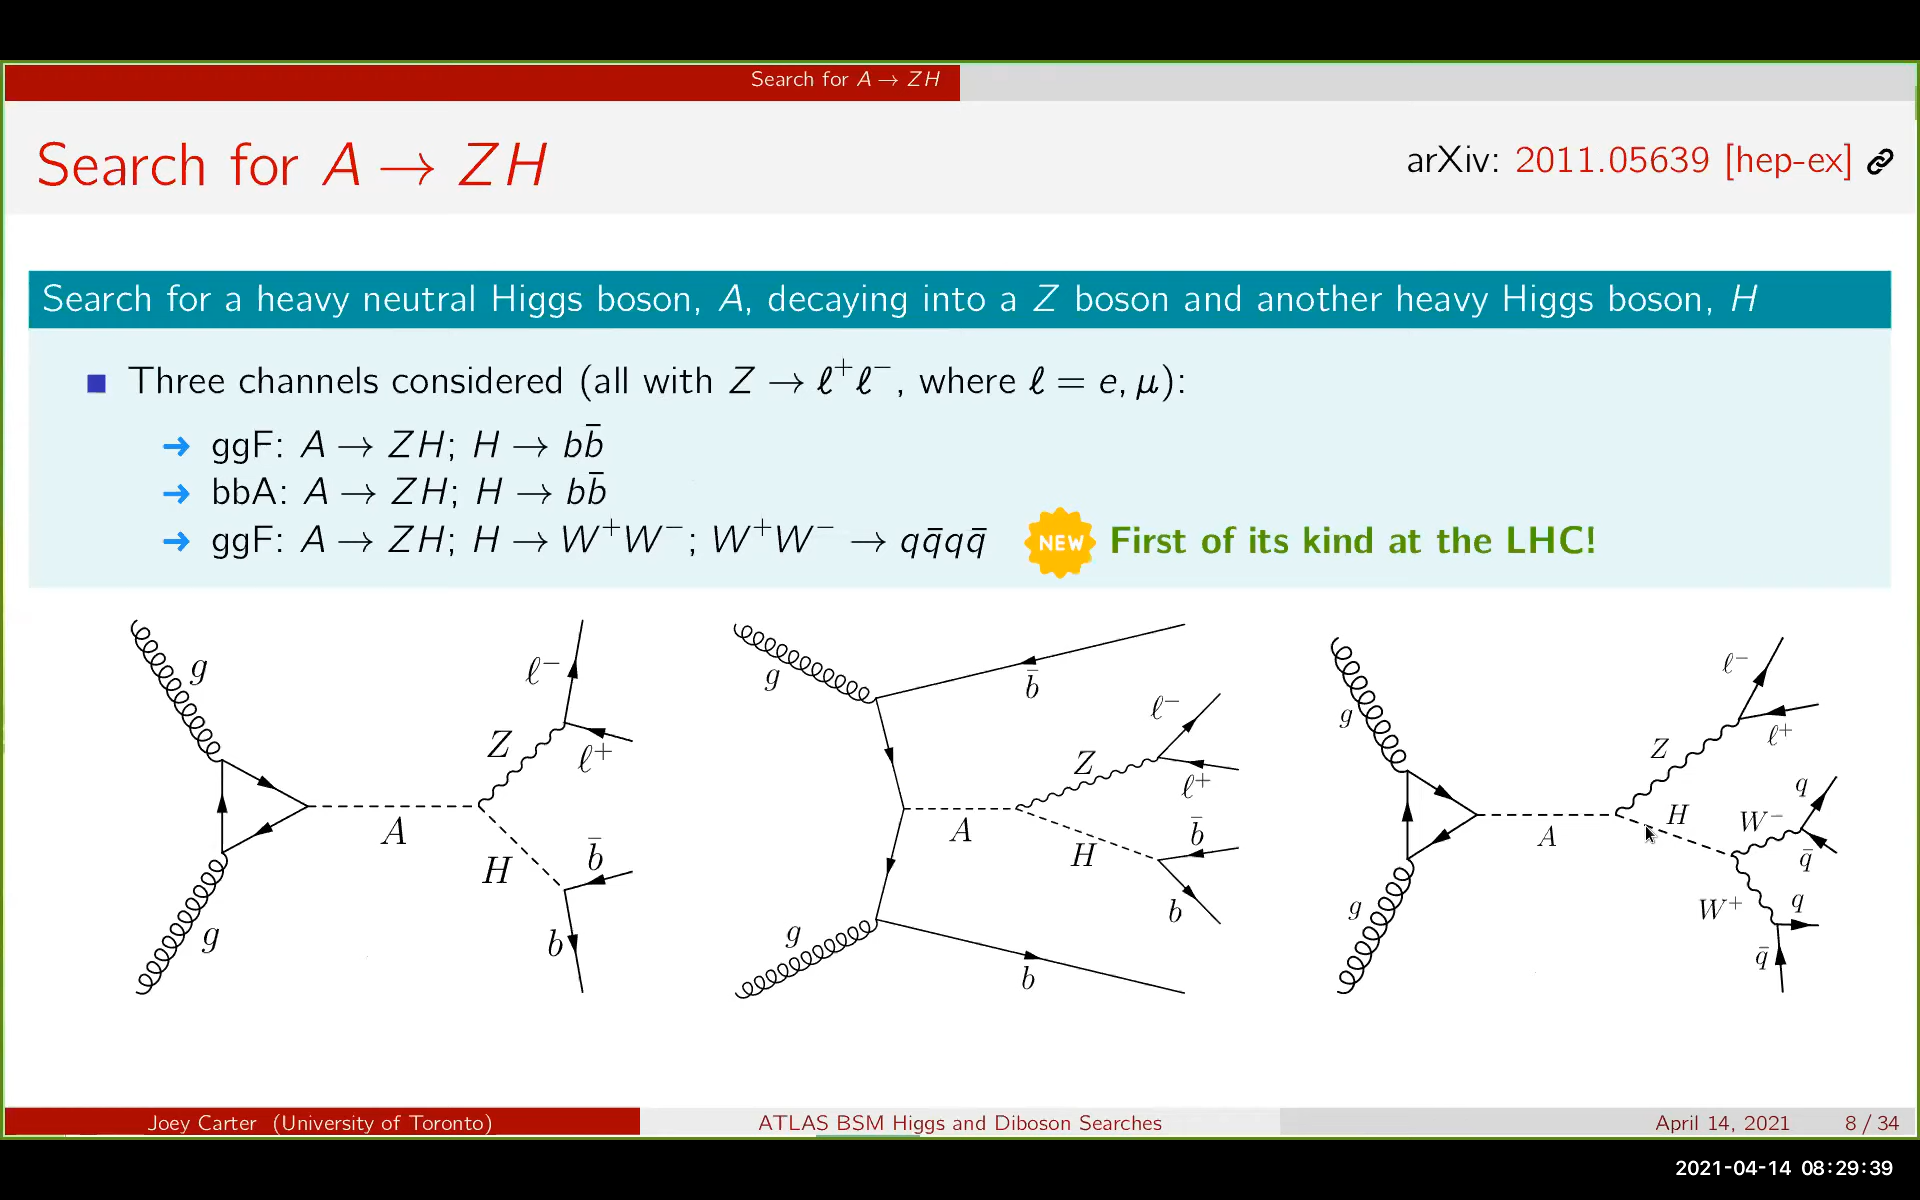 Search for A → ZH
Search for A → ZH
arXiv: 2011.05639 [hep-ex]
Search for a heavy neutral Higgs boson, A, decaying into a Z boson and another heavy Higgs boson, H
Three channels considered (all with Z → ℓ⁺ℓ⁻, where ℓ = e, μ):
➜ ggF: A → ZH; H → bb̄
➜ bbA: A → ZH; H → bb̄
➜ ggF: A → ZH; H → W⁺W⁻; W⁺W⁻ → qq̄qq̄ NEW First of its kind at the LHC!
g
ℓ⁻
Z
ℓ⁺
A
H
b̄
g
b
g
b̄
ℓ⁻
Z
ℓ⁺
A
H
b̄
b
g
b
g
ℓ⁻
Z
ℓ⁺
A
H
W⁻
q
q̄
g
W⁺
q
q̄
Joey Carter (University of Toronto)
ATLAS BSM Higgs and Diboson Searches
April 14, 2021
8 / 34
2021-04-14 08:29:39